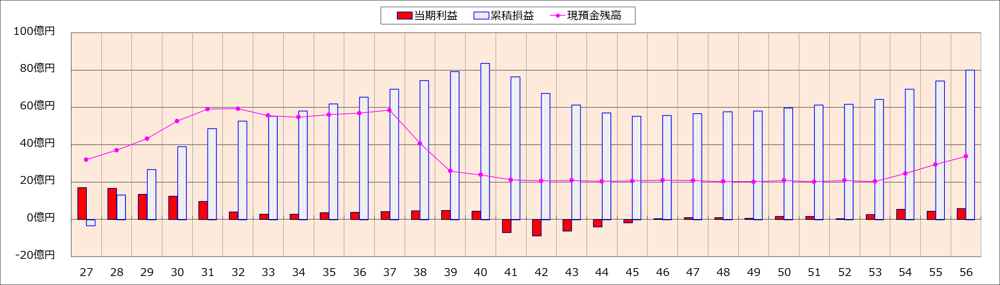 当期利益 累積損益 現預金残高
100億円
80億円
60億円
40億円
20億円
0億円
-20億円
27 28 29 30 31 32 33 34 35 36 37 38 39 40 41 42 43 44 45 46 47 48 49 50 51 52 53 54 55 56